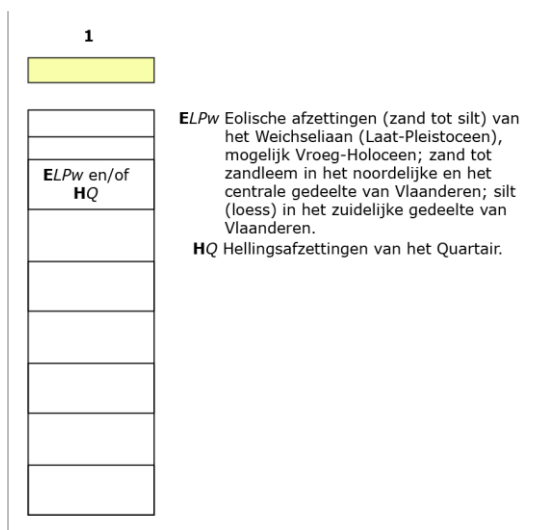 1
ELPw en/of
HQ
ELPw Eolische afzettingen (zand tot silt) van
het Weichseliaan (Laat-Pleistoceen),
mogelijk Vroeg-Holoceen; zand tot
zandleem in het noordelijke en het
centrale gedeelte van Vlaanderen; silt
(loess) in het zuidelijke gedeelte van
Vlaanderen.
HQ Hellingsafzettingen van het Quartair.